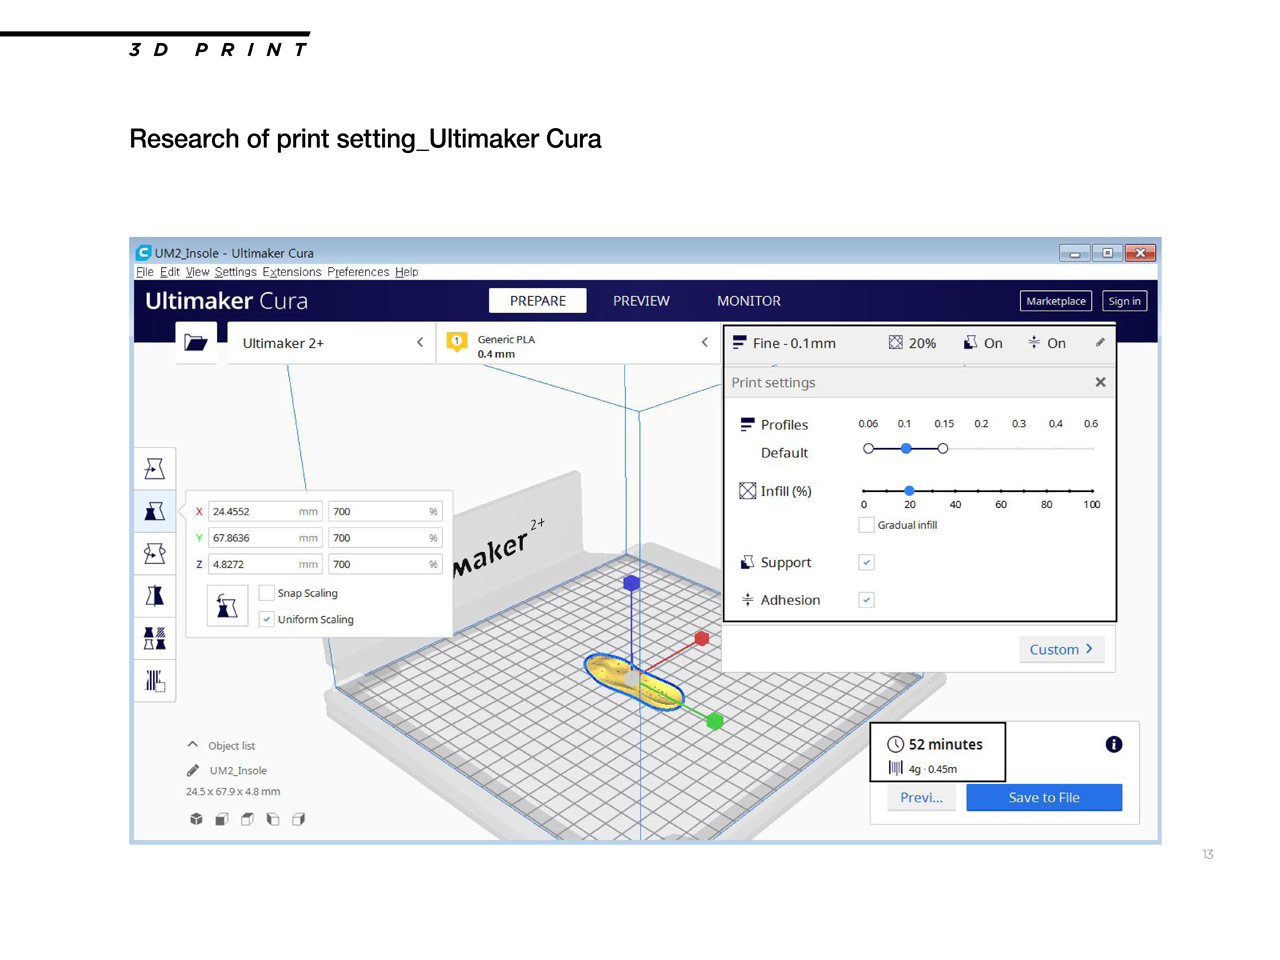 3D PRINT
Research of print setting_Ultimaker Cura
UM2_Insole - Ultimaker Cura
File Edit View Settings Extensions Preferences Help
Ultimaker Cura
PREPARE PREVIEW MONITOR
Marketplace Sign in
Ultimaker 2+
1
Generic PLA
0.4 mm
Fine - 0.1mm 20% On On
Print settings
Profiles 0.06 0.1 0.15 0.2 0.3 0.4 0.6
Default
Infill (%)
0 20 40 60 80 100
Gradual infill
Support
Adhesion
Custom
X 24.4552 mm 700 %
Y 67.8636 mm 700 %
Z 4.8272 mm 700 %
Snap Scaling
Uniform Scaling
maker 2+
Object list
UM2_Insole
24.5 x 67.9 x 4.8 mm
52 minutes
4g · 0.45m
Previ... Save to File
13